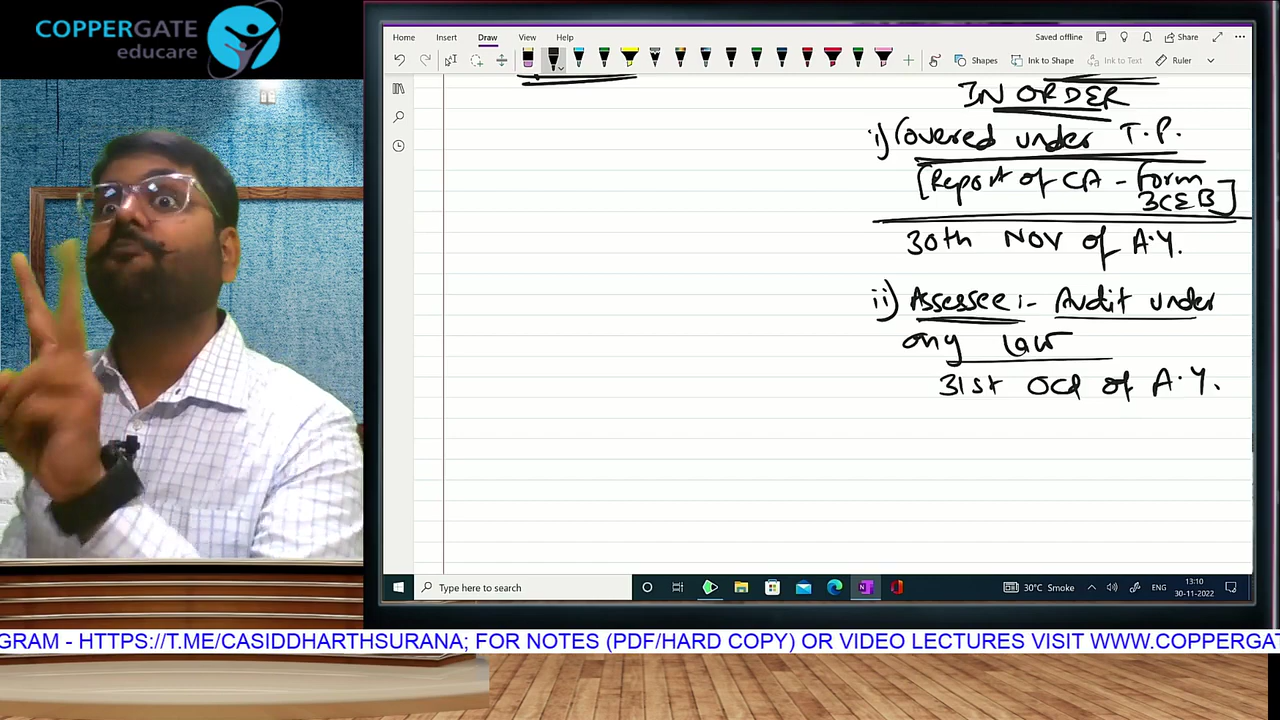 COPPERGATE
educare
Home Insert Draw View Help
Saved offline
Share
Shapes
Ink to Shape
Ink to Text
Ruler
IN ORDER
i) Covered under T.P.
[Report of CA - Form
3CEB]
30th NOV of A.Y.
ii) Assessee :- Audit under
any law
31st Oct of A.Y.
Type here to search
30°C Smoke
ENG
13:10
30-11-2022
GRAM - HTTPS://T.ME/CASIDDHARTHSURANA; FOR NOTES (PDF/HARD COPY) OR VIDEO LECTURES VISIT WWW.COPPERGAT